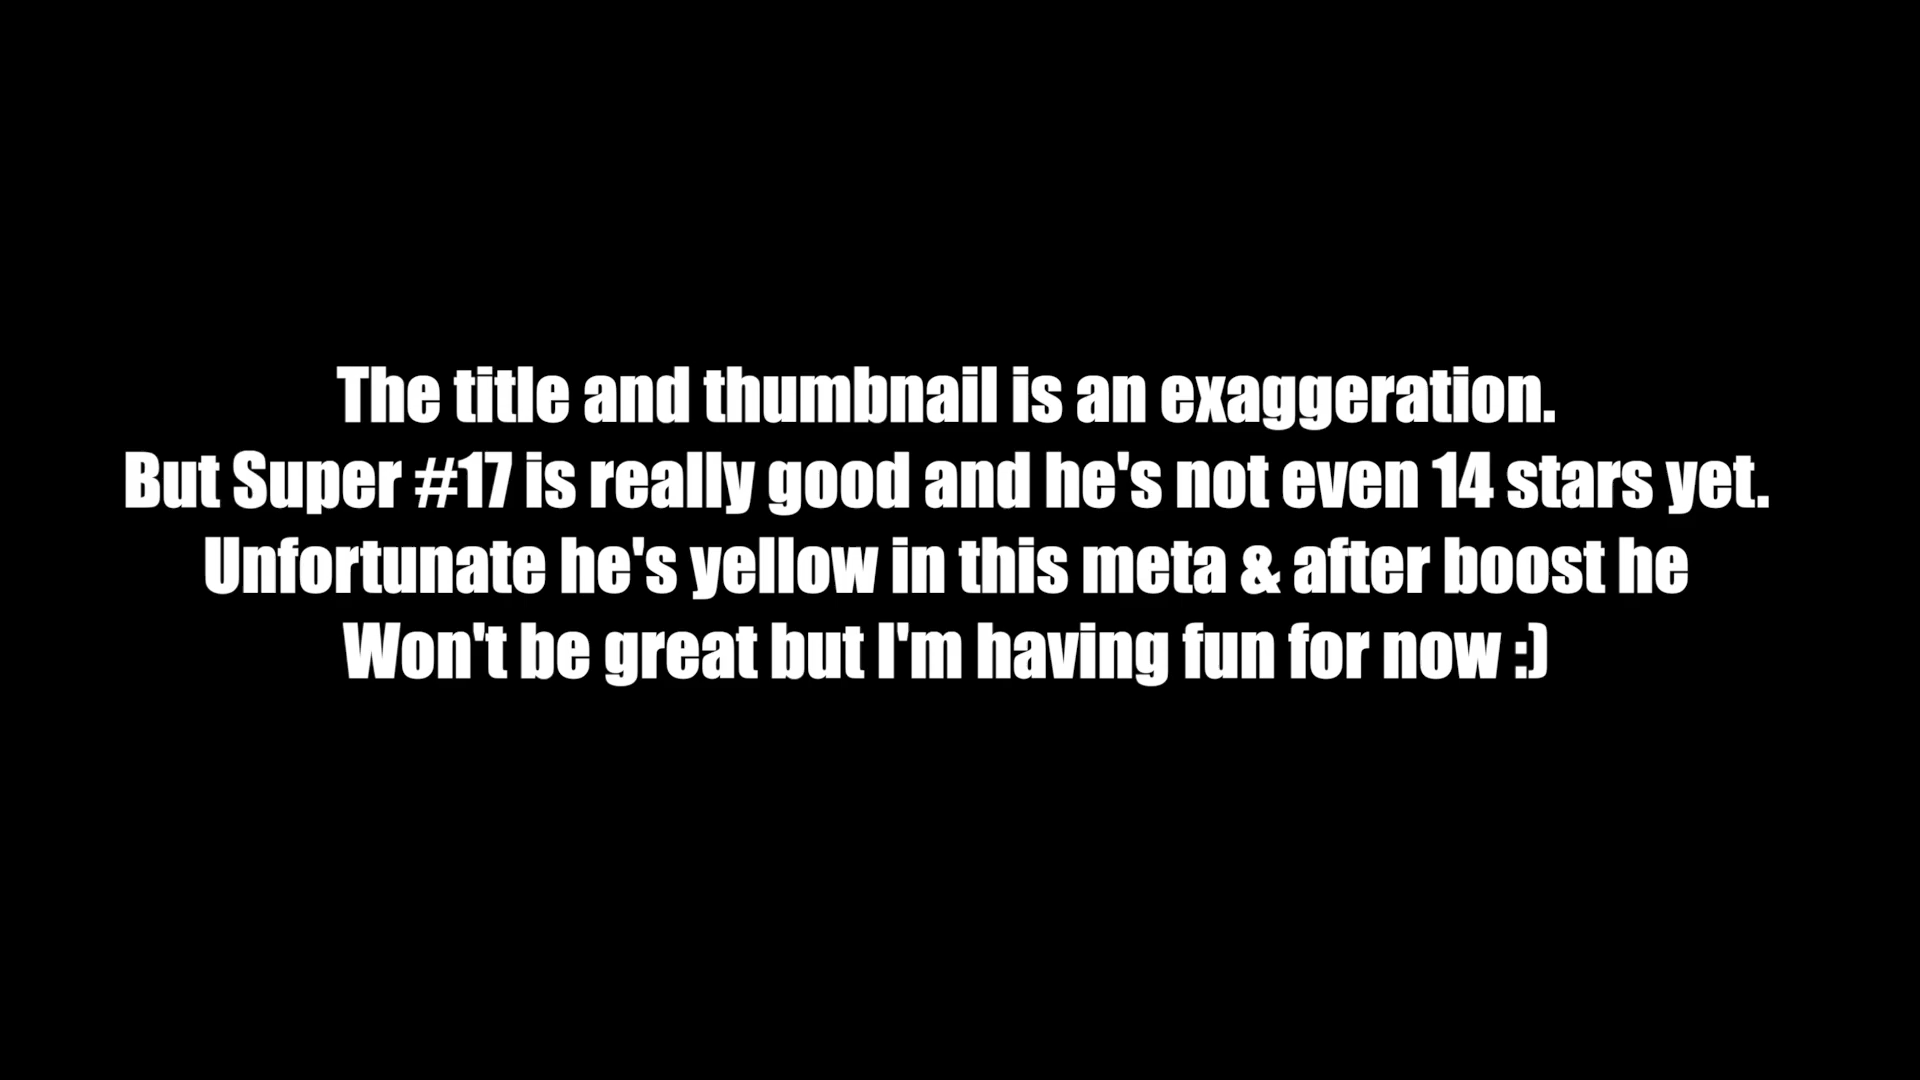 The title and thumbnail is an exaggeration.
But Super #17 is really good and he's not even 14 stars yet.
Unfortunate he's yellow in this meta & after boost he
Won't be great but I'm having fun for now :)